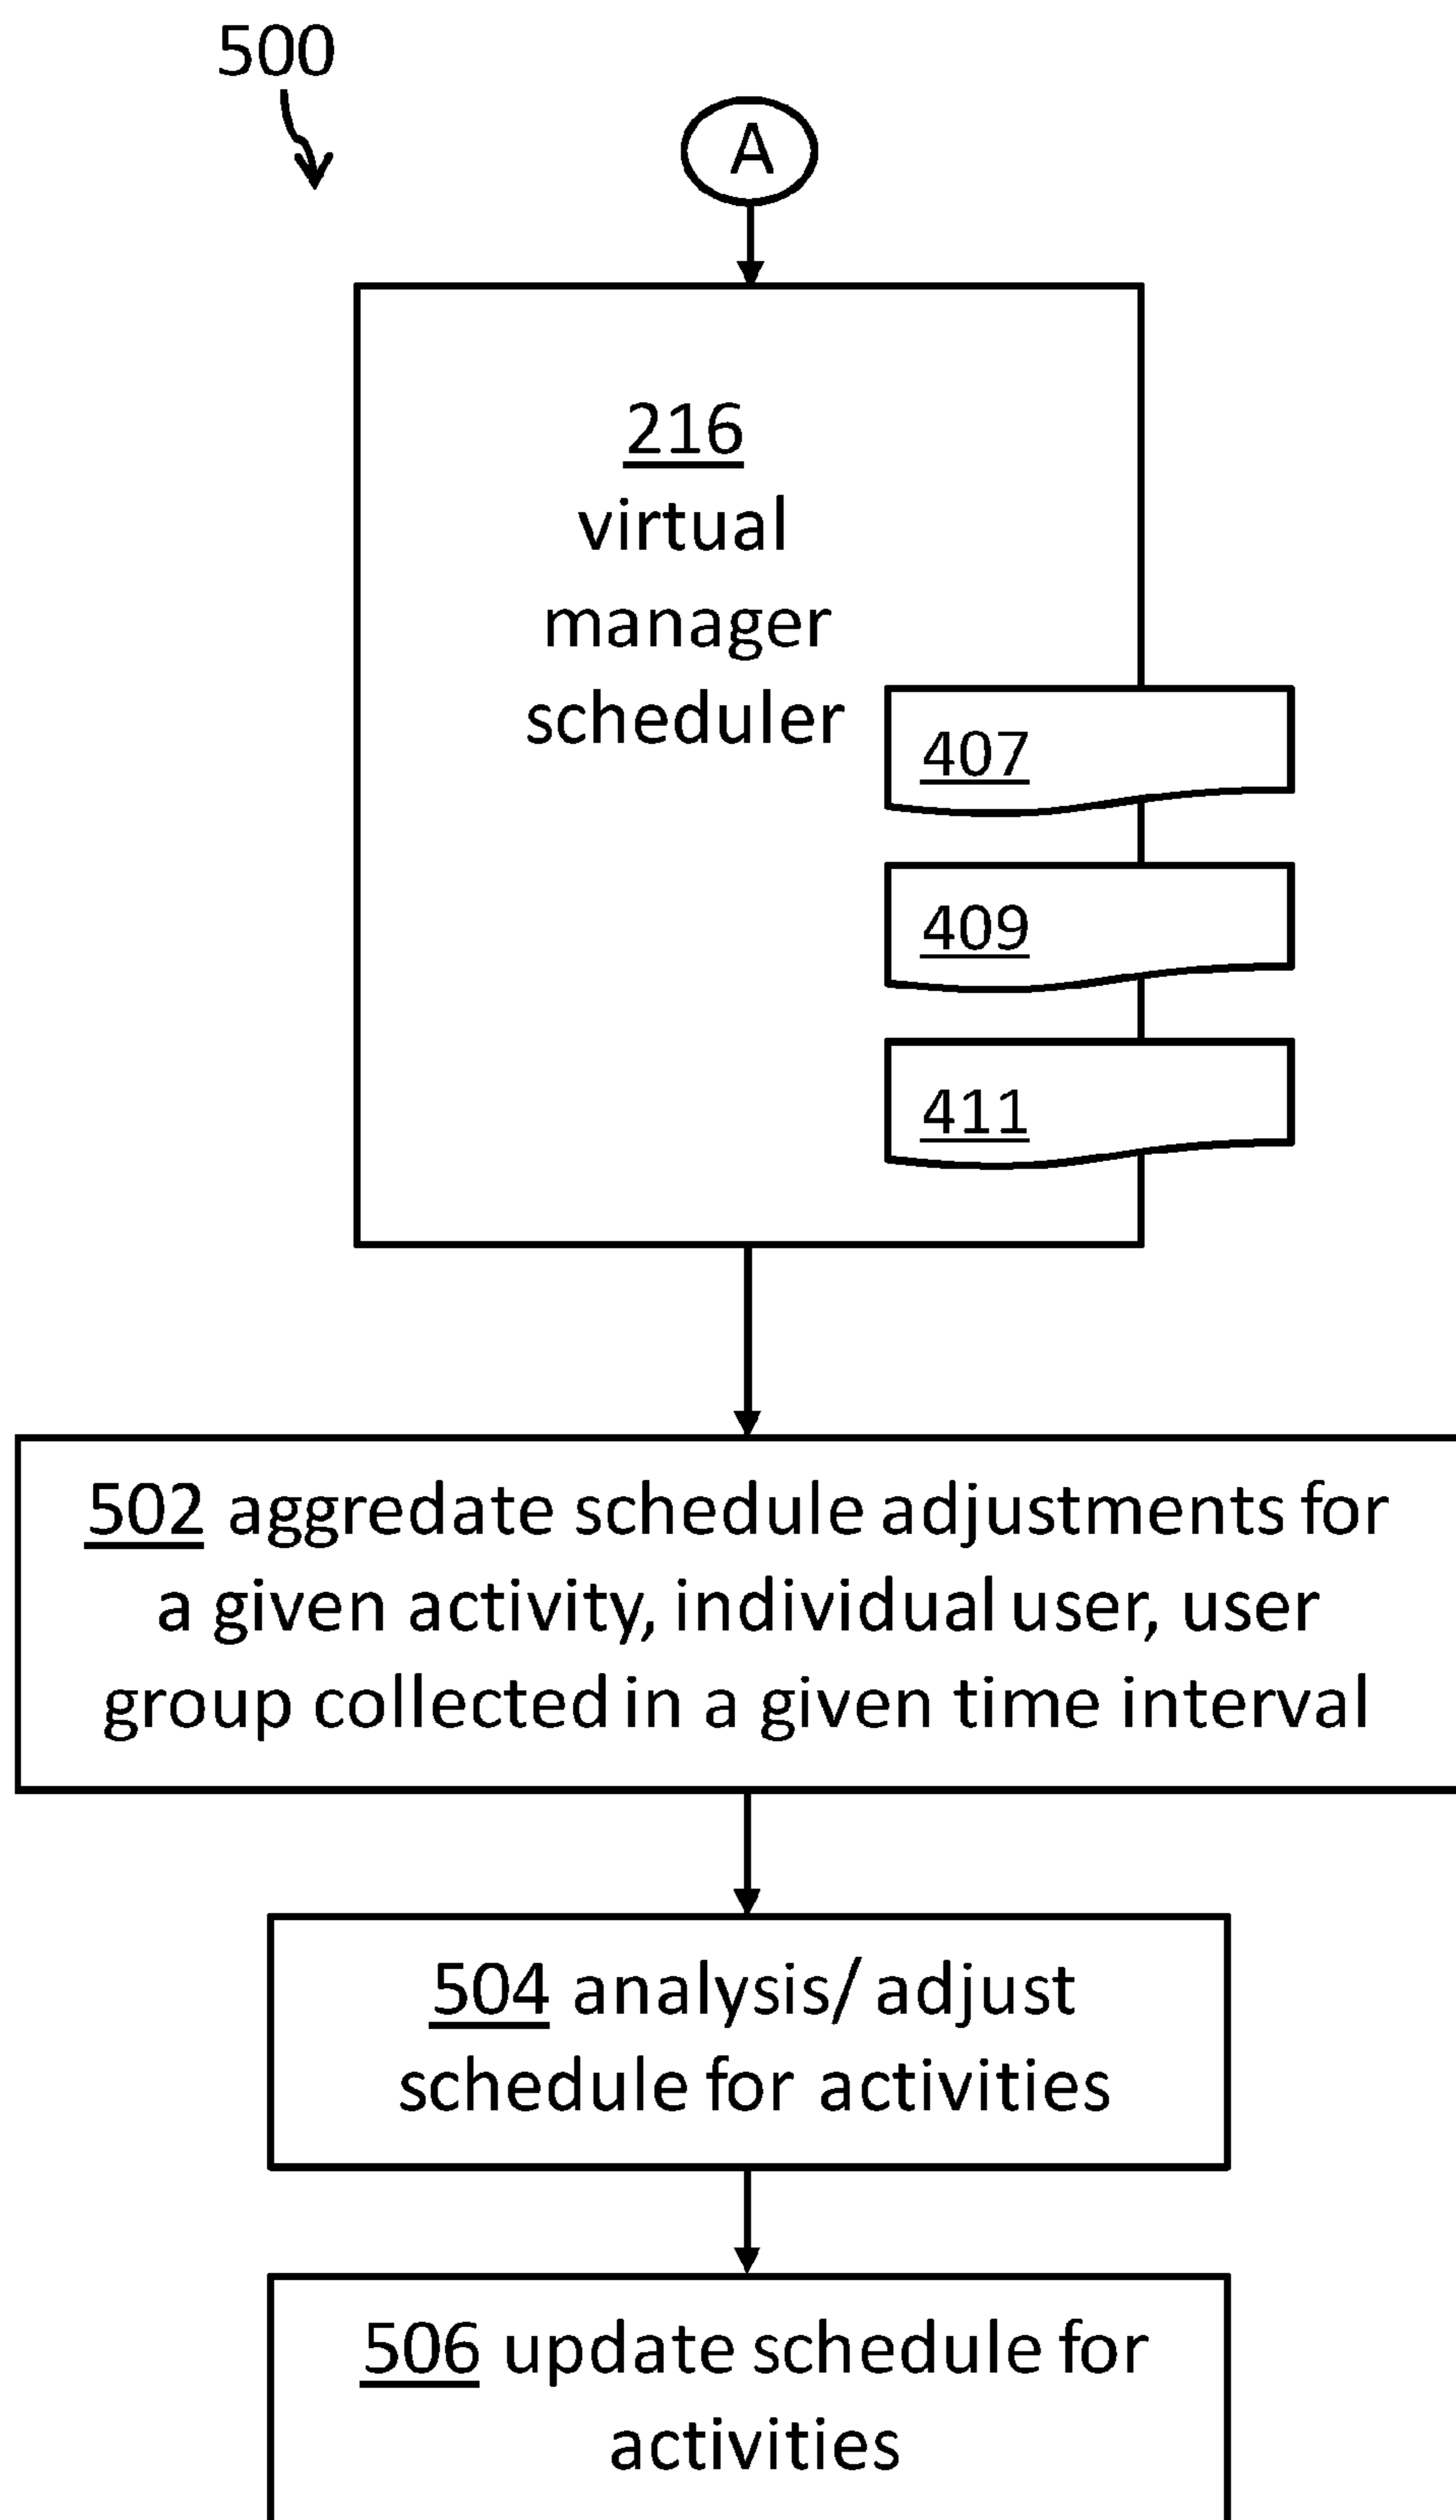 500
A
216
virtual
manager
scheduler
407
409
411
502 aggredate schedule adjustments for
a given activity, individual user, user
group collected in a given time interval
504 analysis/ adjust
schedule for activities
506 update schedule for
activities